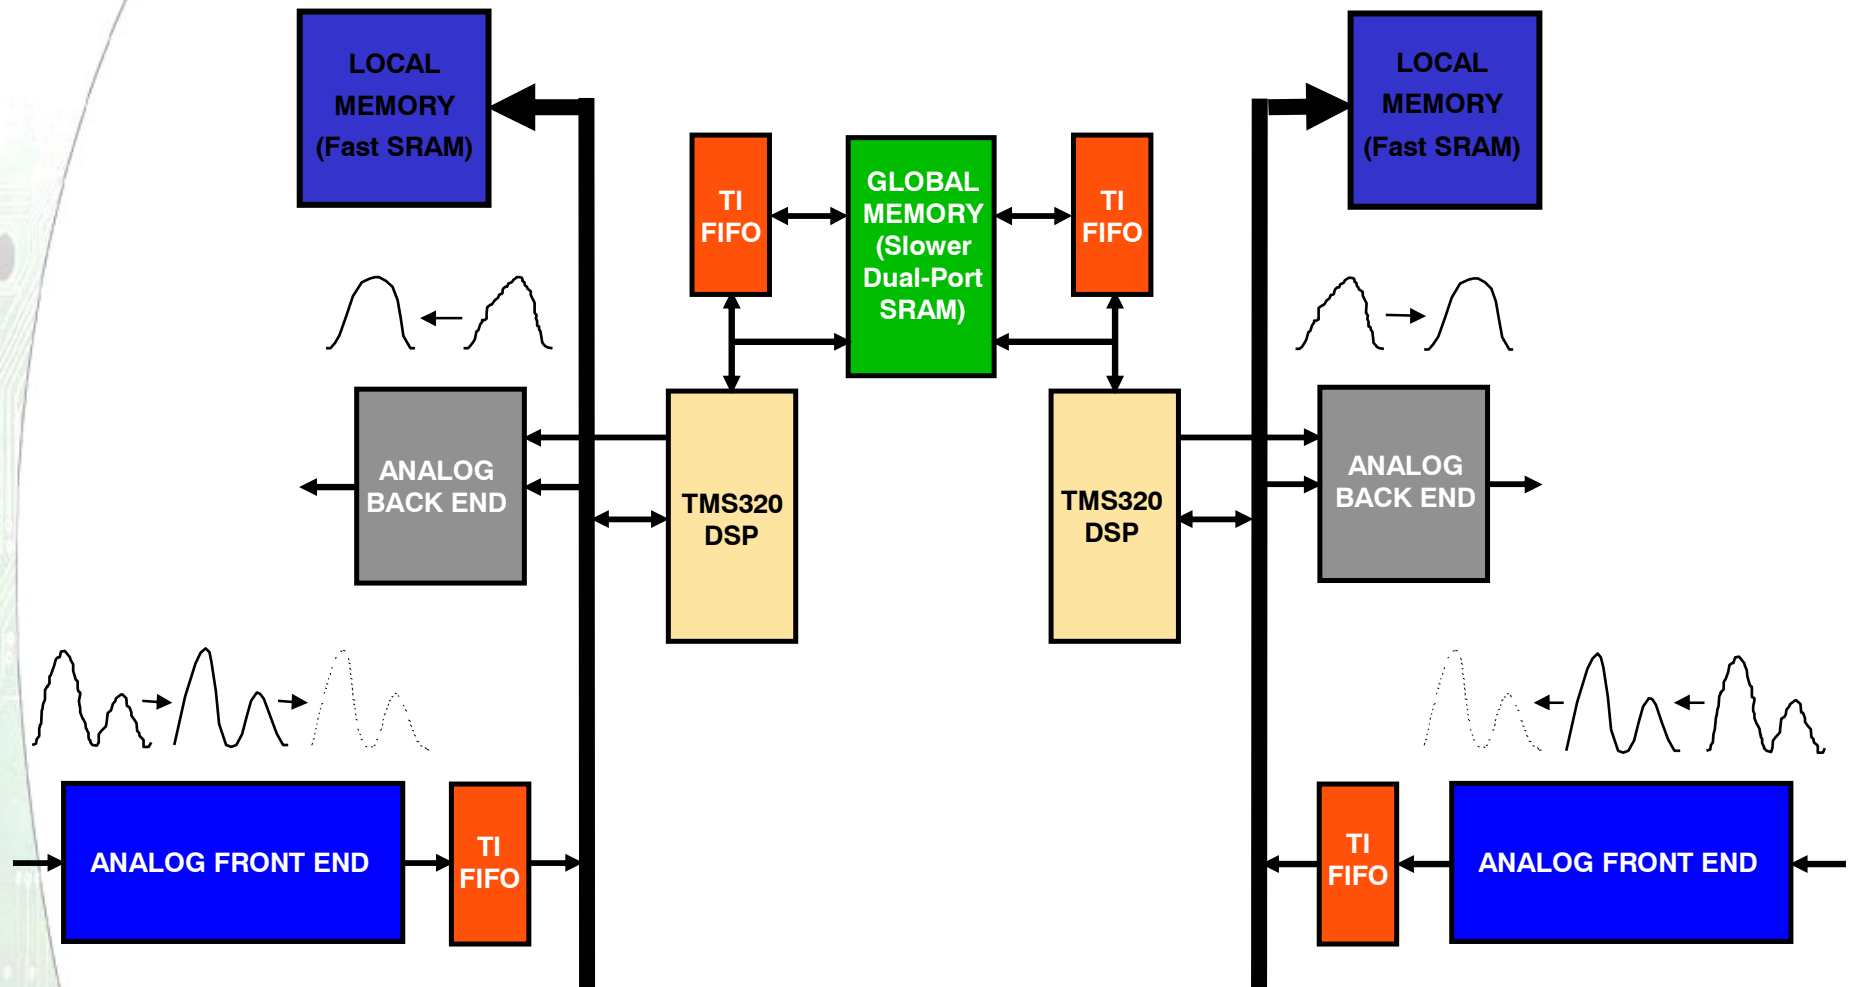 LOCAL
MEMORY
(Fast SRAM)
LOCAL
MEMORY
(Fast SRAM)
TI
FIFO
GLOBAL
MEMORY
(Slower
Dual-Port
SRAM)
TI
FIFO
ANALOG
BACK END
TMS320
DSP
TMS320
DSP
ANALOG
BACK END
ANALOG FRONT END
TI
FIFO
TI
FIFO
ANALOG FRONT END